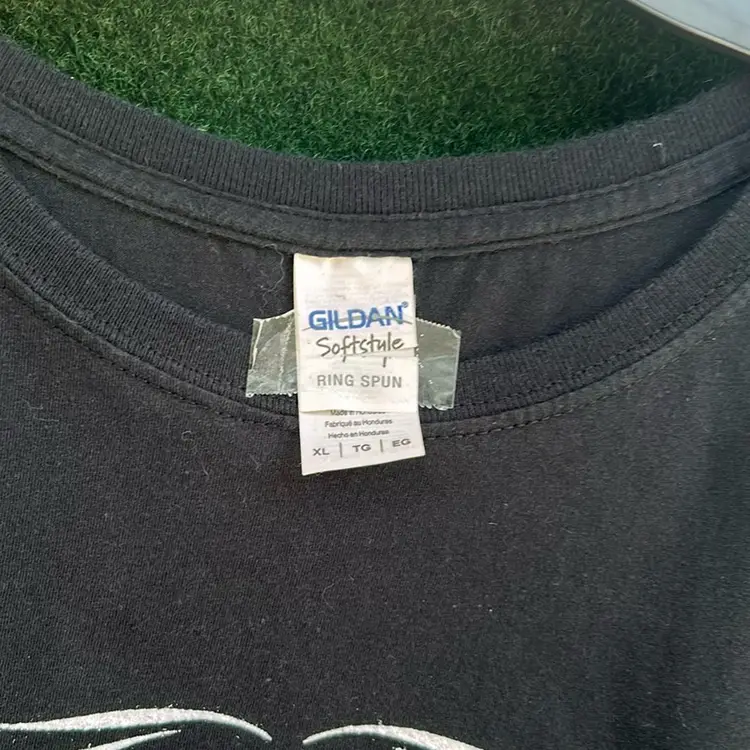 GILDAN®
Softstyle
RING SPUN
Made in Honduras
Fabriqué au Honduras
Hecho en Honduras
XL | TG | EG